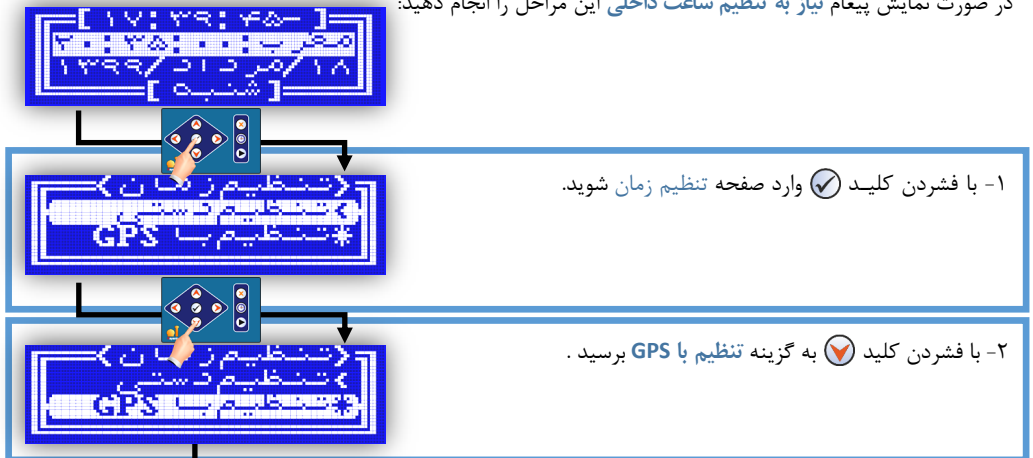 در صورت نمایش پیغام نیاز به تنظیم ساعت داخلی این مراحل را انجام دهید:
[ ۱۷:۳۹:۴۵ ]
مغرب ۲۰:۳۵:۰۰
۱۸/مرداد/۱۳۹۹
[ شنبه ]
۱- با فشردن کلیـد وارد صفحه تنظیم زمان شوید.
<تنظیم زمان>
>تنظیم دستی
*تنظیم با GPS
۲- با فشردن کلید به گزینه تنظیم با GPS برسید .
<تنظیم زمان>
>تنظیم دستی
*تنظیم با GPS